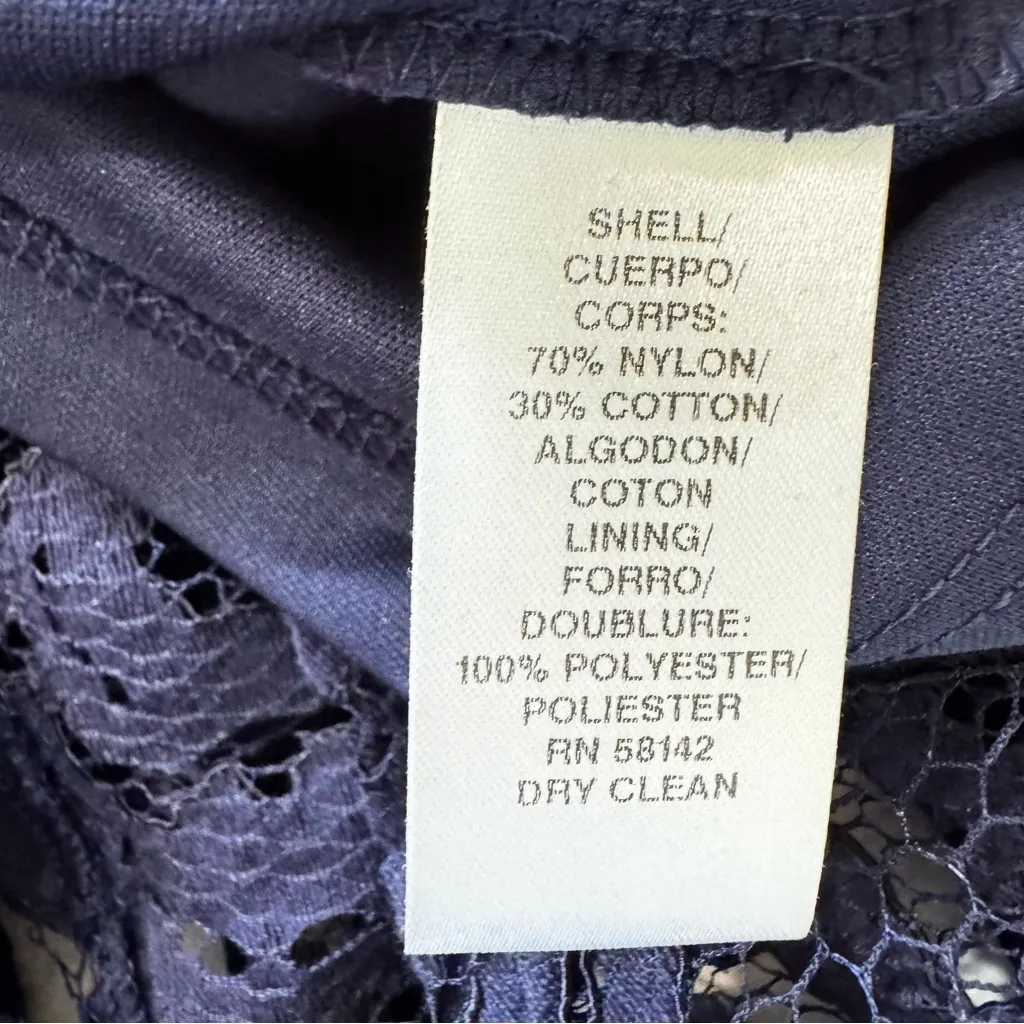 SHELL/
CUERPO/
CORPS:
70% NYLON/
30% COTTON/
ALGODON/
COTON
LINING/
FORRO/
DOUBLURE:
100% POLYESTER/
POLIESTER
RN 58142
DRY CLEAN